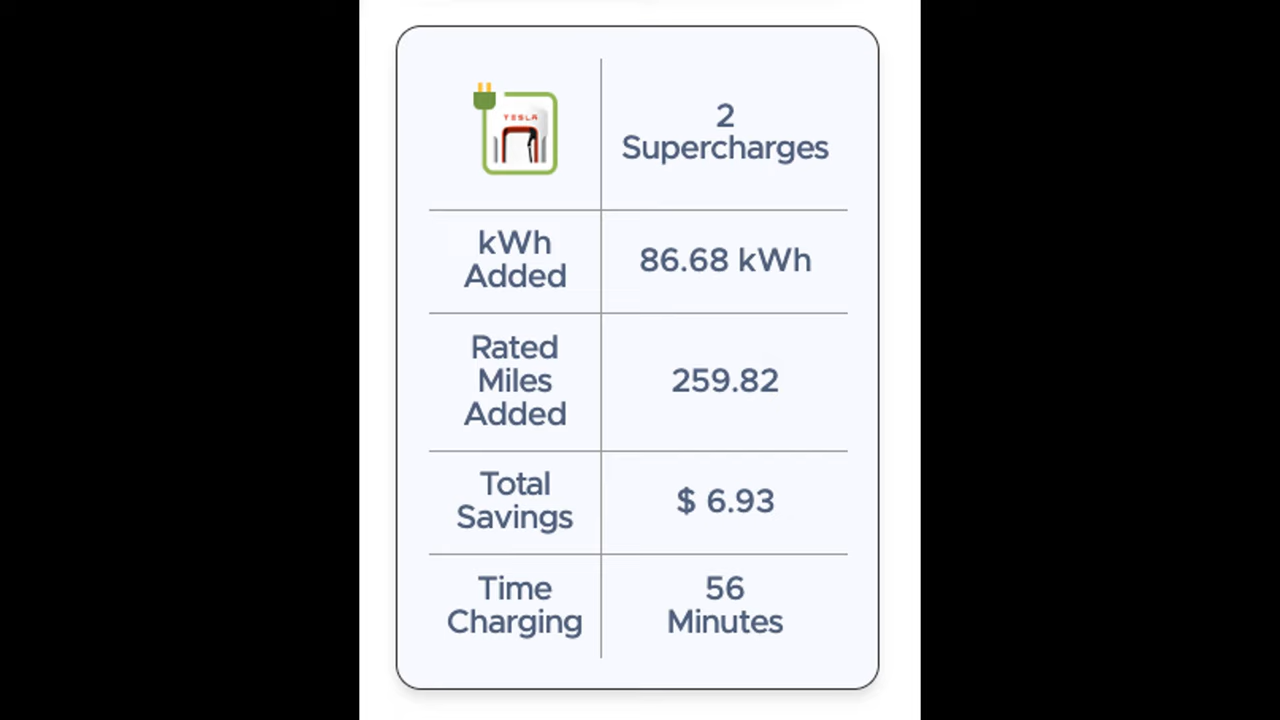 TESLA
2
Supercharges
kWh
Added
86.68 kWh
Rated
Miles
Added
259.82
Total
Savings
$ 6.93
Time
Charging
56
Minutes